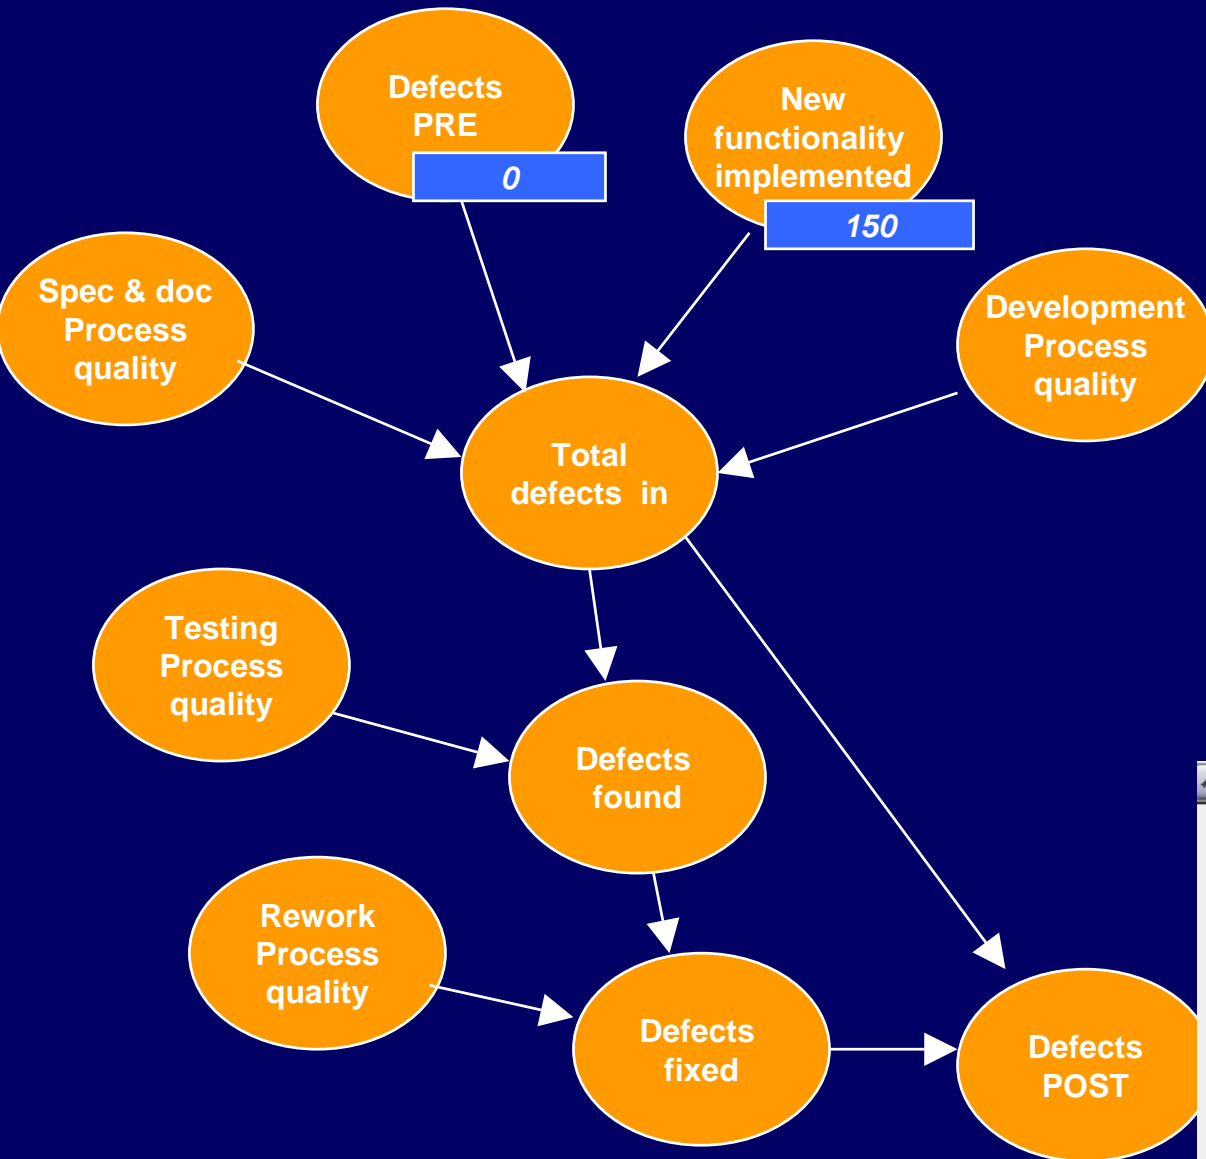 Defects
PRE
0
New
functionality
implemented
150
Spec & doc
Process
quality
Development
Process
quality
Total
defects in
Testing
Process
quality
Defects
found
Rework
Process
quality
Defects
fixed
Defects
POST